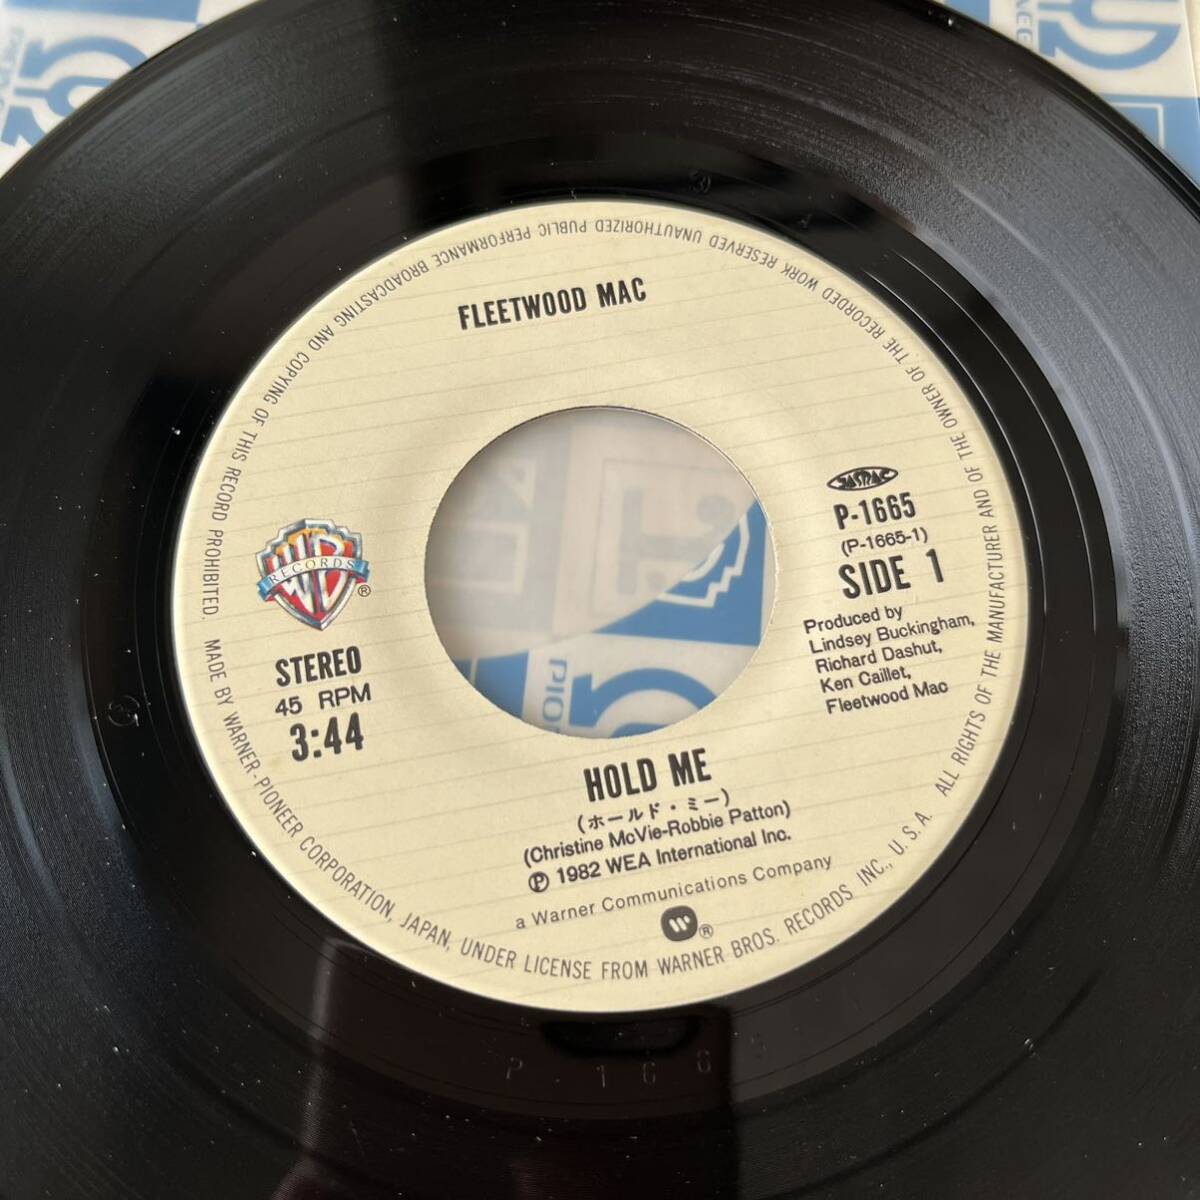 FLEETWOOD MAC
JASRAC
P-1665
(P-1665-1)
SIDE 1
Produced by
Lindsey Buckingham,
Richard Dashut,
Ken Caillet,
Fleetwood Mac
WB
RECORDS
®
STEREO
45 RPM
3:44
HOLD ME
(ホールド・ミー)
(Christine McVie-Robbie Patton)
Ⓟ 1982 WEA International Inc.
a Warner Communications Company
®
MADE BY WARNER-PIONEER CORPORATION, JAPAN, UNDER LICENSE FROM WARNER BROS. RECORDS INC., U.S.A. ALL RIGHTS OF THE MANUFACTURER AND OF THE OWNER OF THE RECORDED WORK RESERVED UNAUTHORIZED PUBLIC PERFORMANCE BROADCASTING AND COPYING OF THIS RECORD PROHIBITED.
PIO
P-166